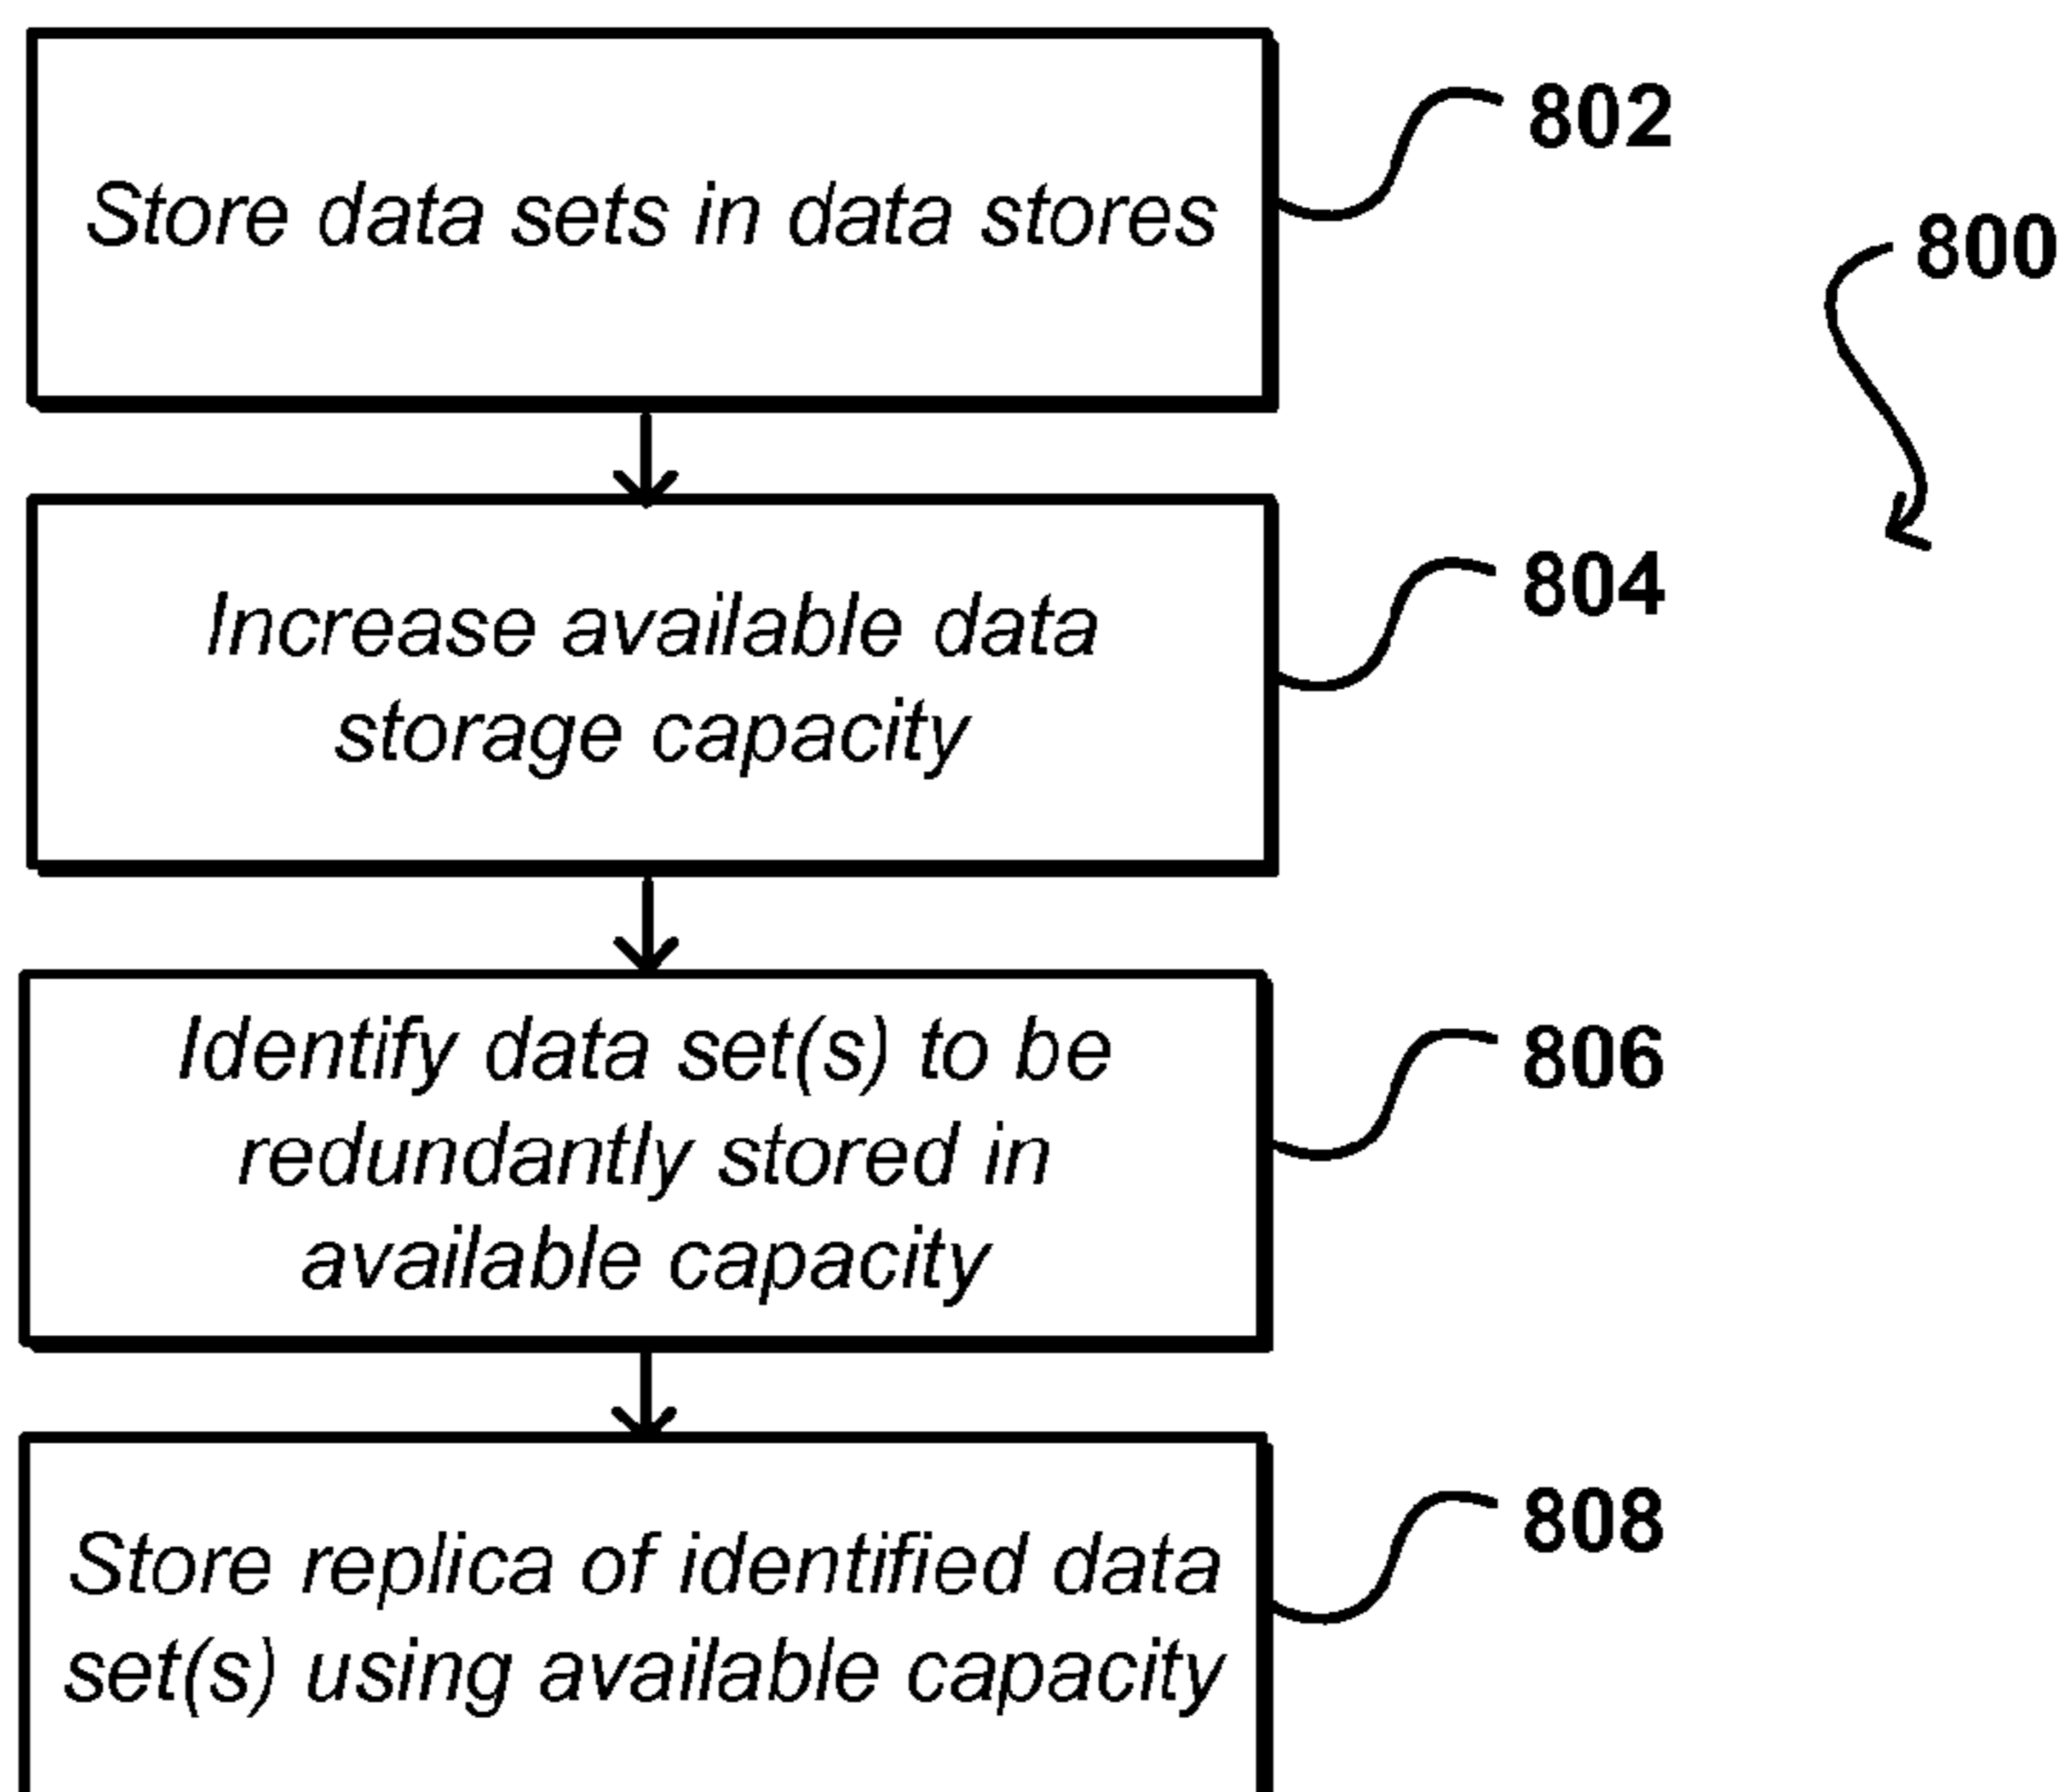 Store data sets in data stores
802
800
Increase available data
storage capacity
804
Identify data set(s) to be
redundantly stored in
available capacity
806
Store replica of identified data
set(s) using available capacity
808